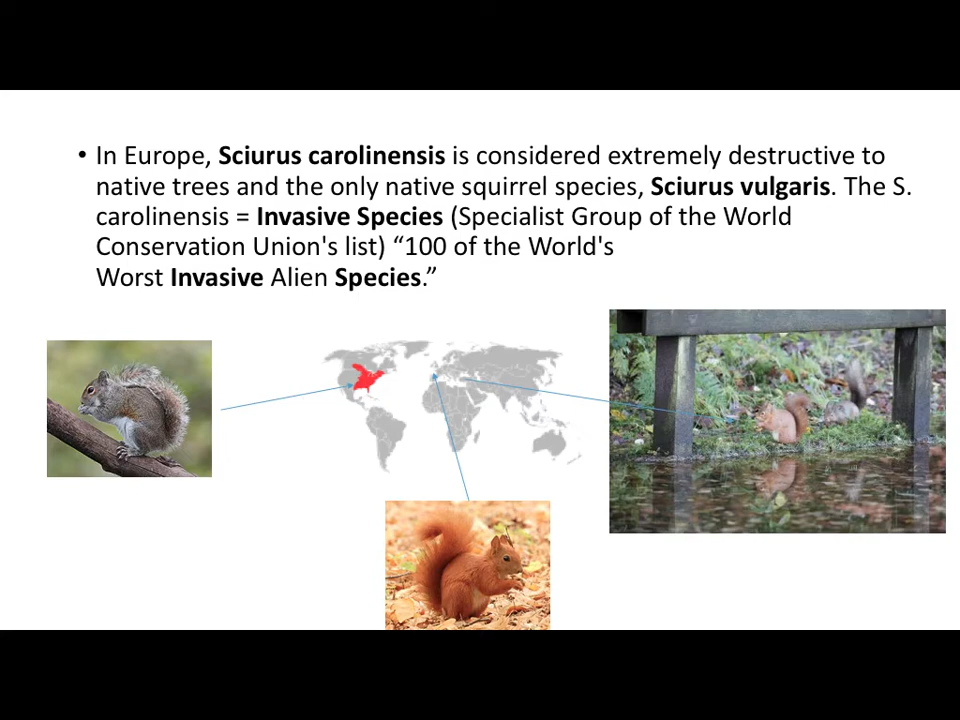 • In Europe, Sciurus carolinensis is considered extremely destructive to
native trees and the only native squirrel species, Sciurus vulgaris. The S.
carolinensis = Invasive Species (Specialist Group of the World
Conservation Union's list) “100 of the World's
Worst Invasive Alien Species.”